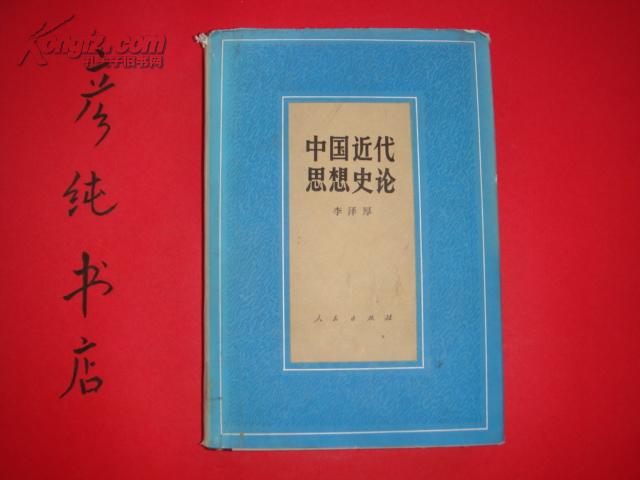 Kongfz.com
孔夫子旧书网
彦纯书店
中国近代
思想史论
李泽厚
人民出版社